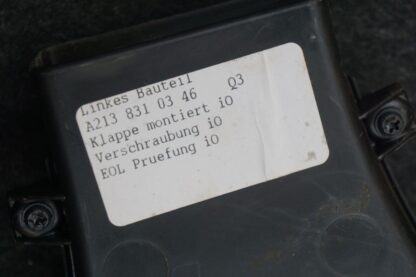 Linkes Bauteil
A213 831 03 46 Q3
Klappe montiert iO
Verschraubung iO
EOL Pruefung iO